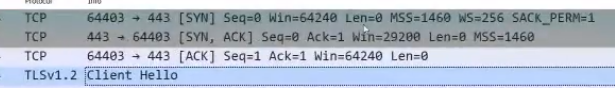 Protocol Info
TCP 64403 → 443 [SYN] Seq=0 Win=64240 Len=0 MSS=1460 WS=256 SACK_PERM=1
TCP 443 → 64403 [SYN, ACK] Seq=0 Ack=1 Win=29200 Len=0 MSS=1460
TCP 64403 → 443 [ACK] Seq=1 Ack=1 Win=64240 Len=0
TLSv1.2 Client Hello